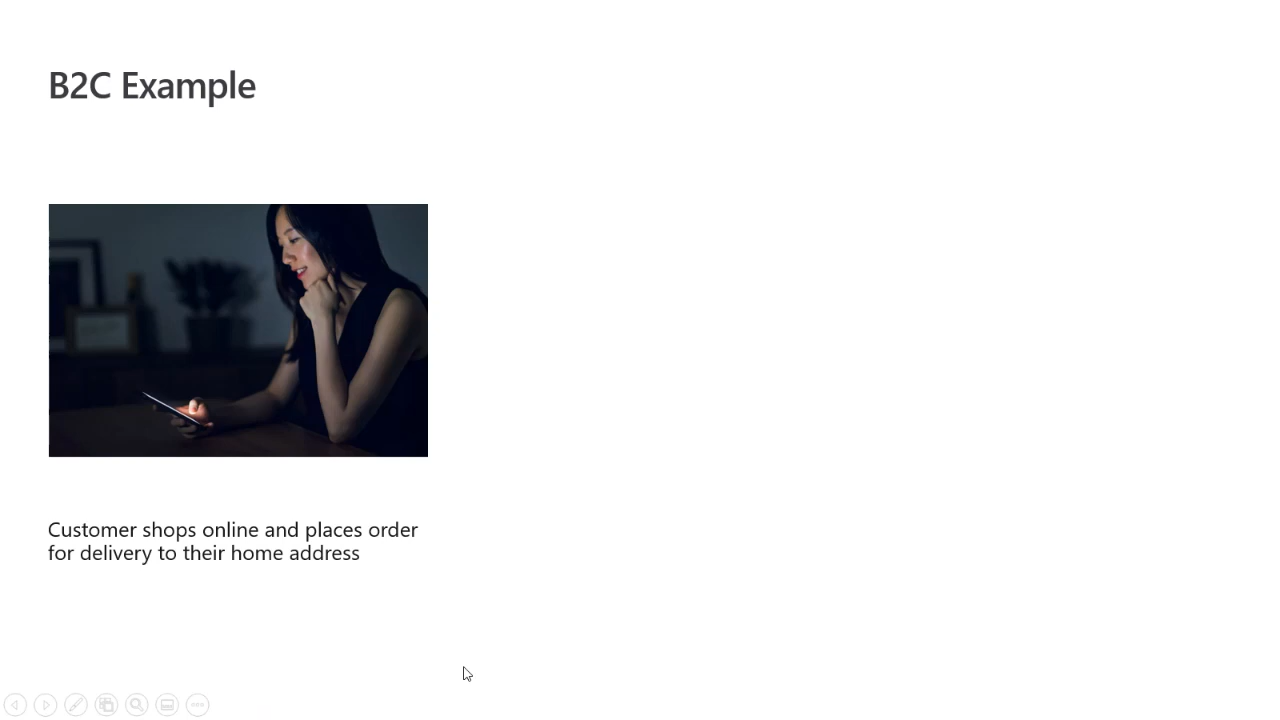 B2C Example
Customer shops online and places order
for delivery to their home address